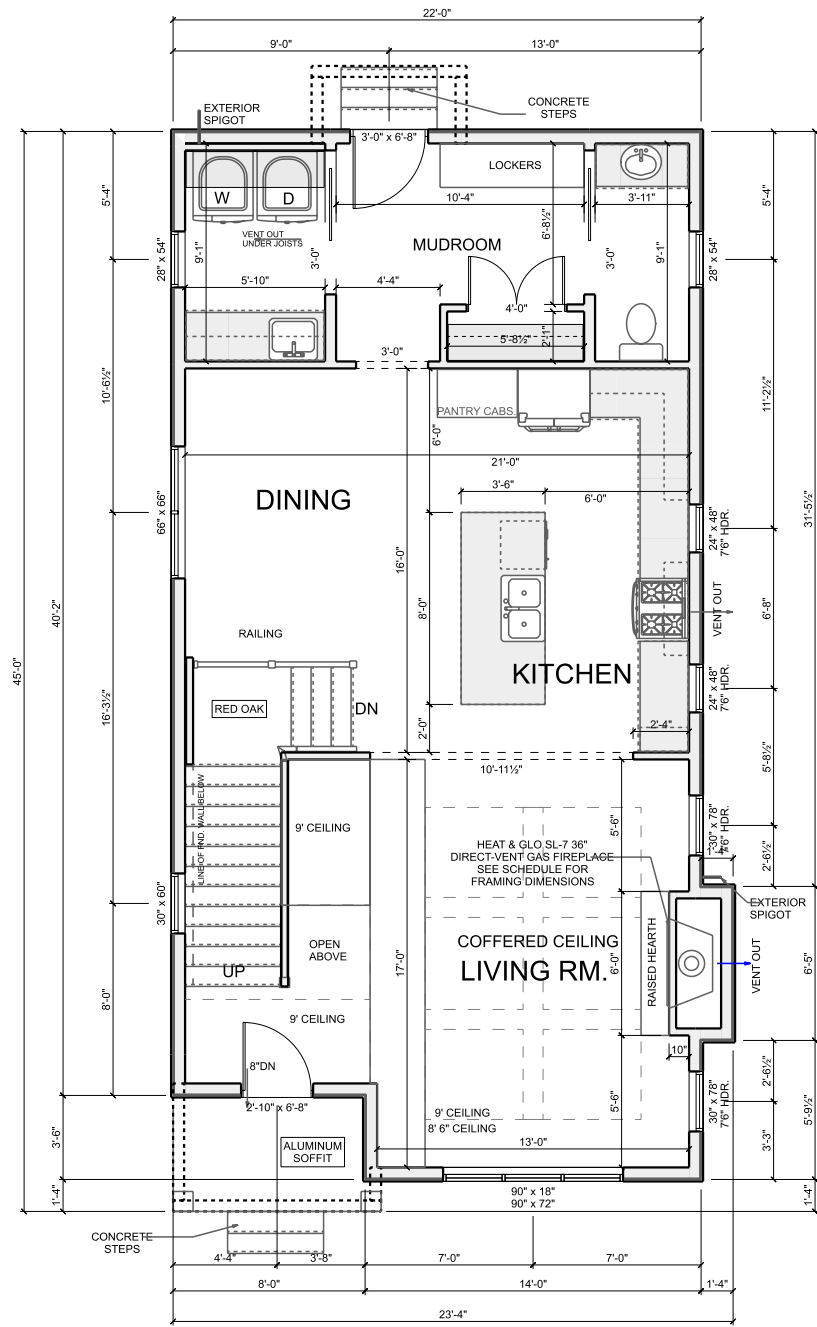 22'-0"
9'-0"
13'-0"
EXTERIOR
SPIGOT
CONCRETE
STEPS
3'-0" x 6'-8"
LOCKERS
W
D
10'-4"
3'-11"
5'-4"
5'-4"
6'-8½"
VENT OUT
UNDER JOISTS
MUDROOM
9'-1"
3'-0"
3'-0"
9'-1"
28" x 54"
28" x 54"
5'-10"
4'-4"
4'-0"
5'-8½"
2'-1"
3'-0"
10'-6½"
11'-2½"
PANTRY CABS.
6'-0"
21'-0"
3'-6"
6'-0"
DINING
66" x 66"
24" x 48"
7'6" HDR.
31'-5½"
16'-0"
8'-0"
40'-2"
6'-8"
VENT OUT
RAILING
45'-0"
KITCHEN
24" x 48"
7'6" HDR.
RED OAK
DN
16'-3½"
2'-0"
2'-4"
10'-11½"
5'-8½"
LINE OF FND. WALL BELOW
9' CEILING
5'-6"
30" x 78"
7'6" HDR.
HEAT & GLO SL-7 36"
DIRECT-VENT GAS FIREPLACE
SEE SCHEDULE FOR
FRAMING DIMENSIONS
1'-4"
2'-6½"
30" x 60"
EXTERIOR
SPIGOT
OPEN
ABOVE
COFFERED CEILING
LIVING RM.
UP
17'-0"
6'-0"
RAISED HEARTH
VENT OUT
6'-5"
8'-0"
9' CEILING
10"
8"DN
2'-10" x 6'-8"
5'-6"
30" x 78"
7'6" HDR.
2'-6½"
5'-9½"
9' CEILING
8' 6" CEILING
3'-6"
ALUMINUM
SOFFIT
13'-0"
3'-3"
1'-4"
90" x 18"
90" x 72"
1'-4"
CONCRETE
STEPS
4'-4"
3'-8"
7'-0"
7'-0"
8'-0"
14'-0"
1'-4"
23'-4"